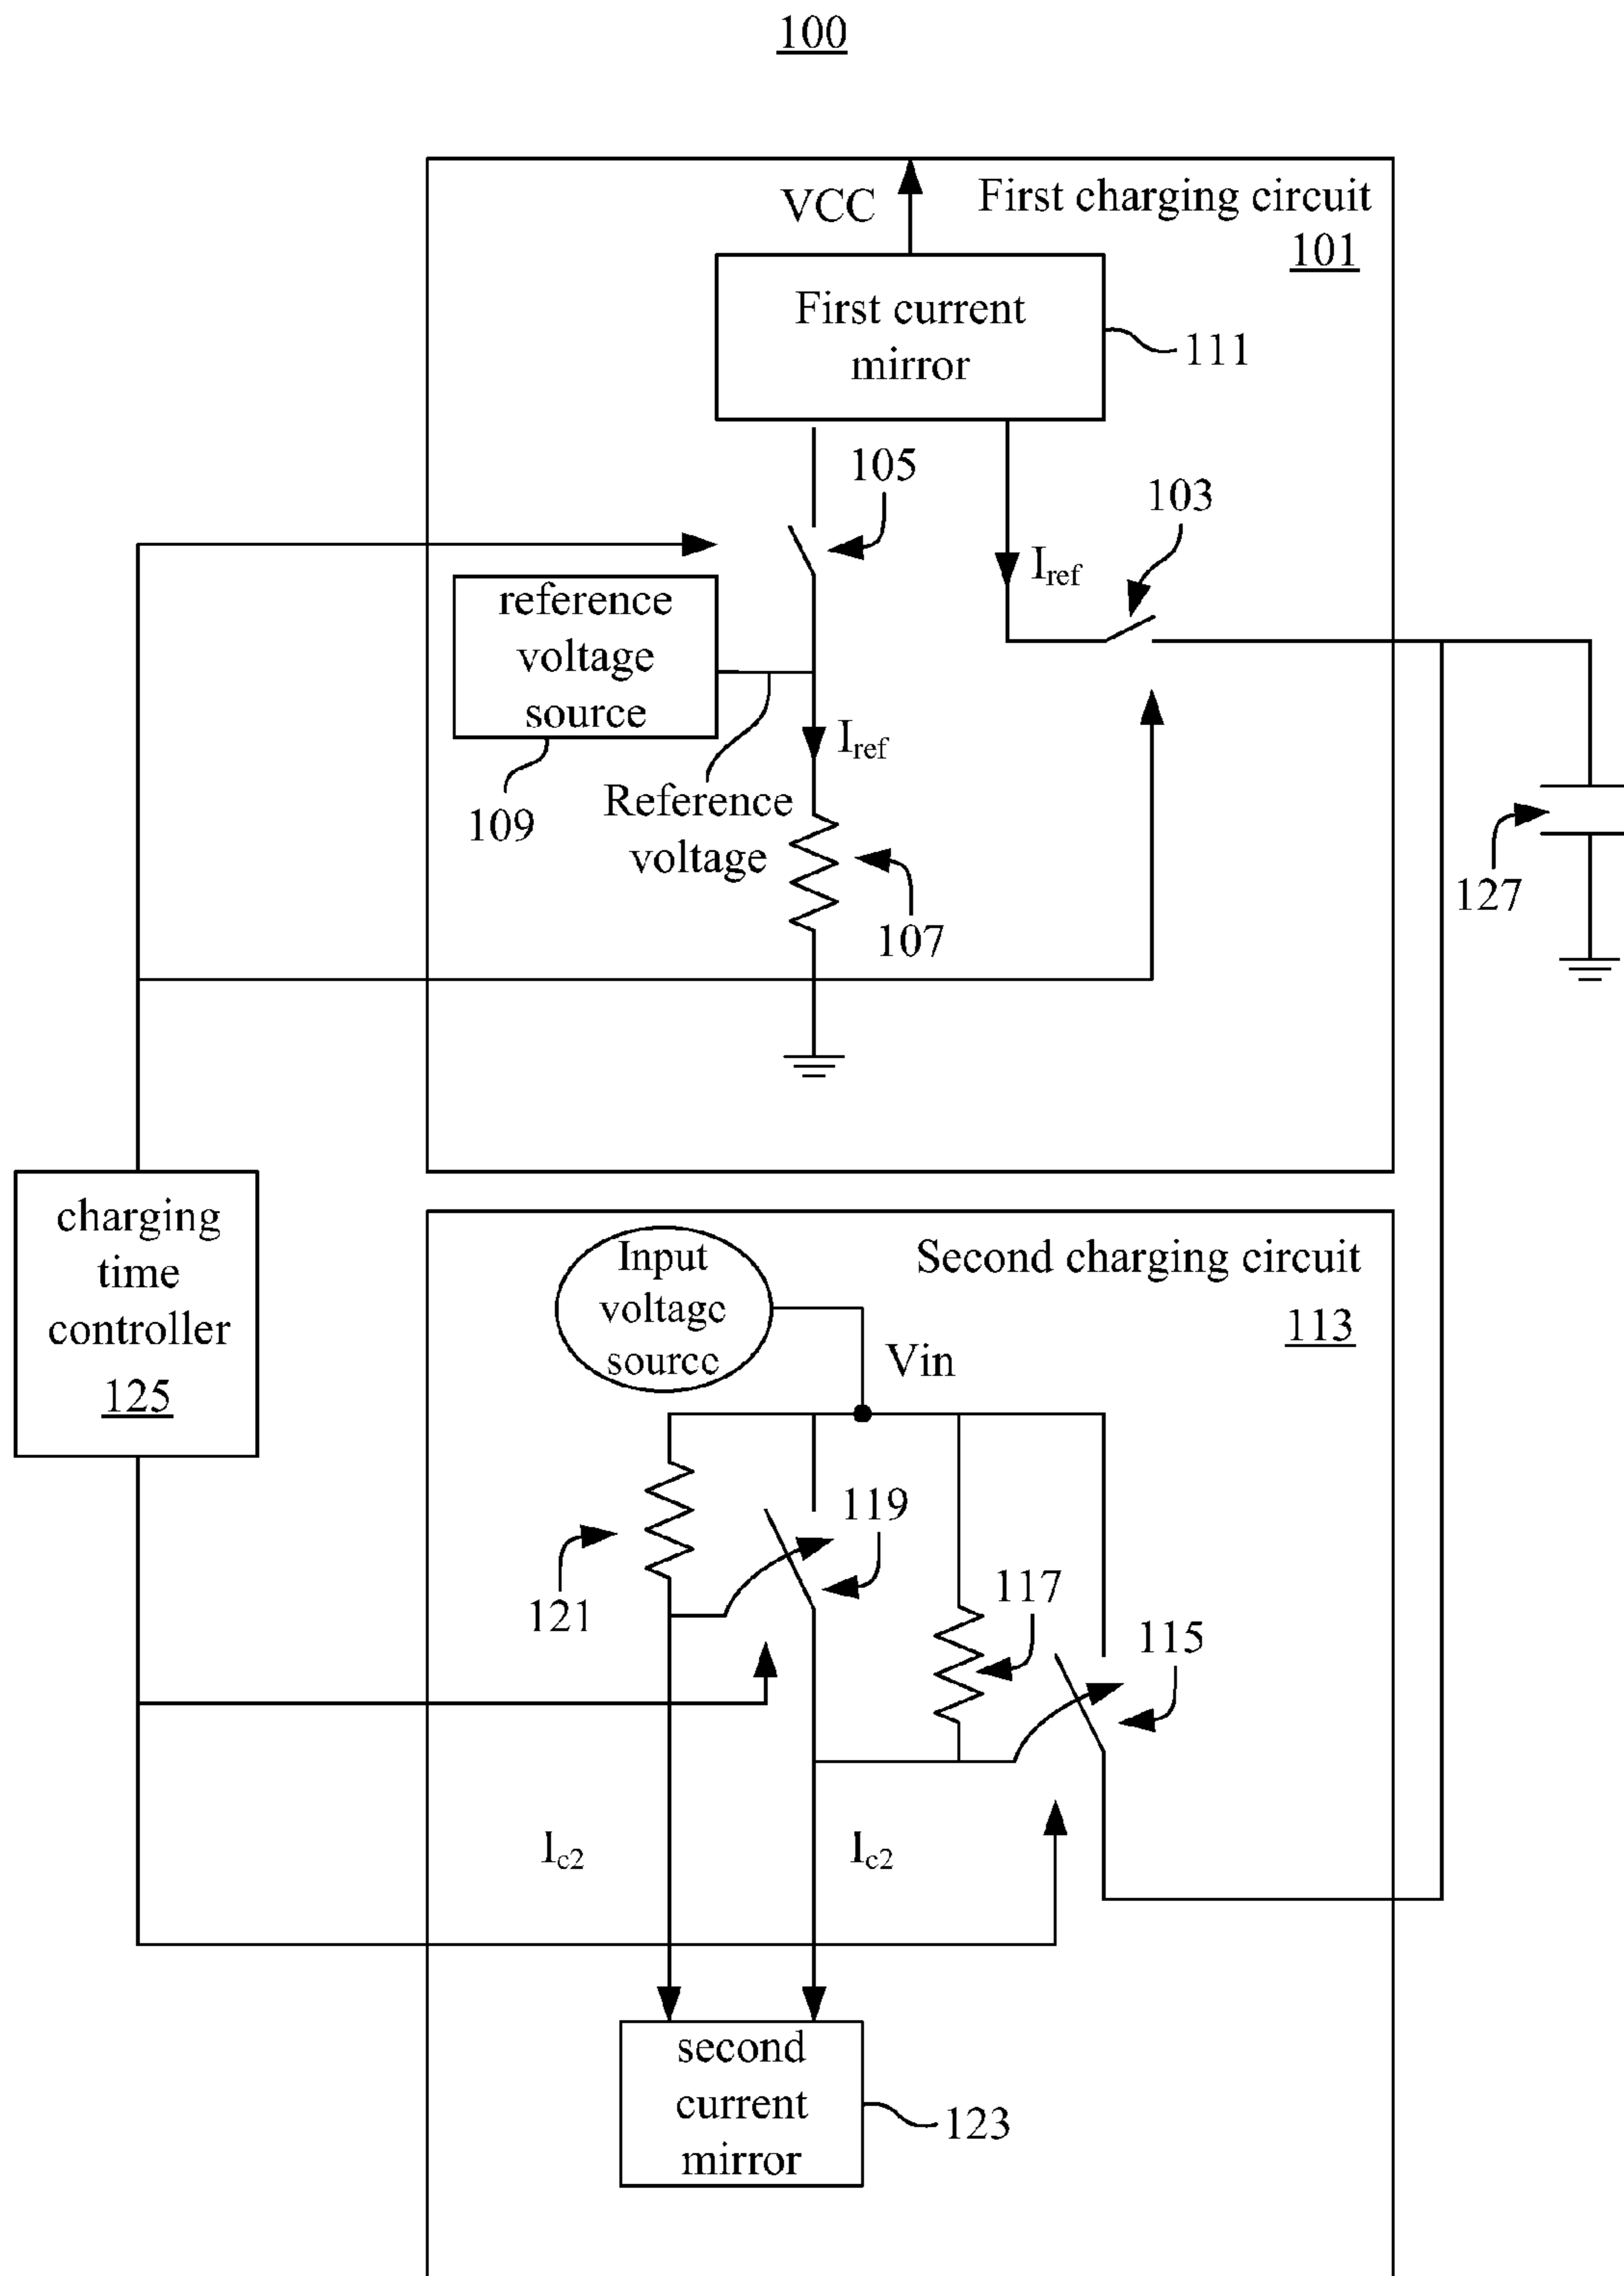 100
VCC
First charging circuit
101
First current
mirror
111
105
103
reference
voltage
source
Iref
Iref
109
Reference
voltage
107
127
charging
time
controller
125
Input
voltage
source
Second charging circuit
113
Vin
119
121
117
115
Ic2
Ic2
second
current
mirror
123